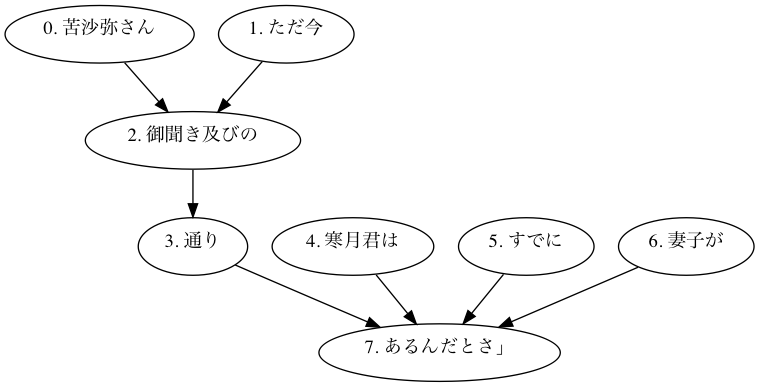 0. 苦沙弥さん
1. ただ今
2. 御聞き及びの
3. 通り
4. 寒月君は
5. すでに
6. 妻子が
7. あるんだとさ」